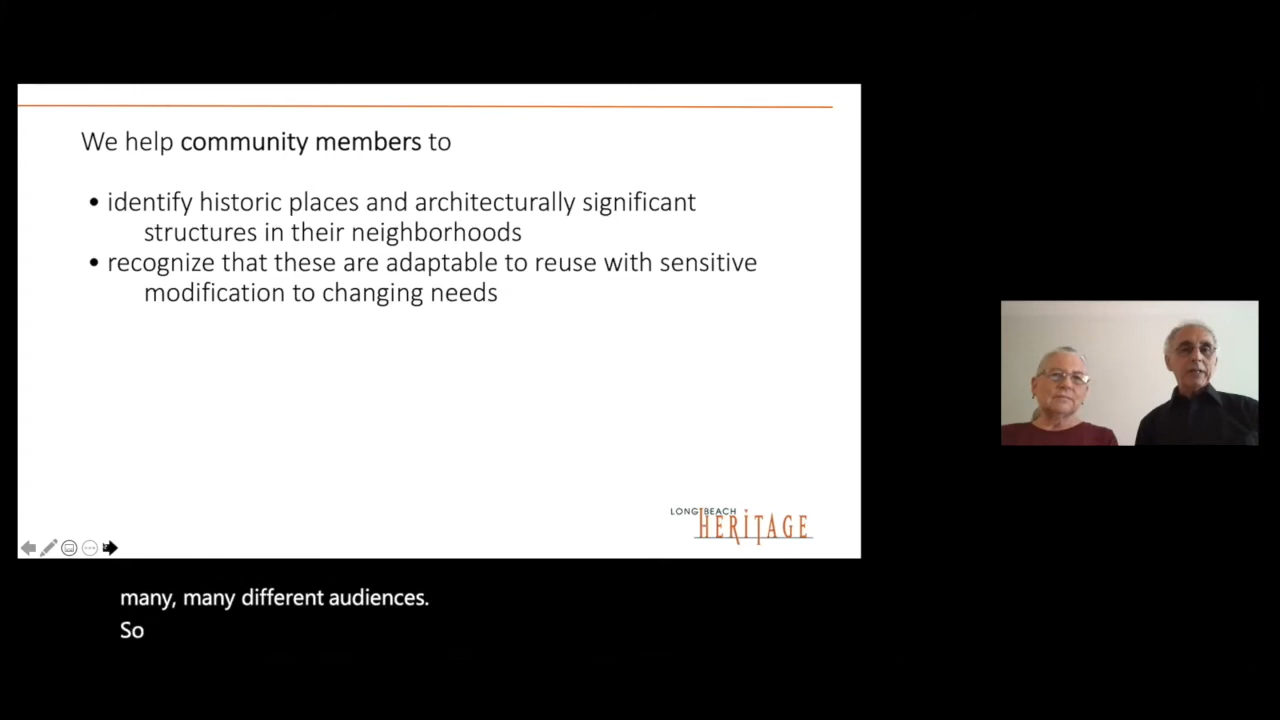 We help community members to
• identify historic places and architecturally significant
structures in their neighborhoods
• recognize that these are adaptable to reuse with sensitive
modification to changing needs
LONG BEACH
HERITAGE
many, many different audiences.
So